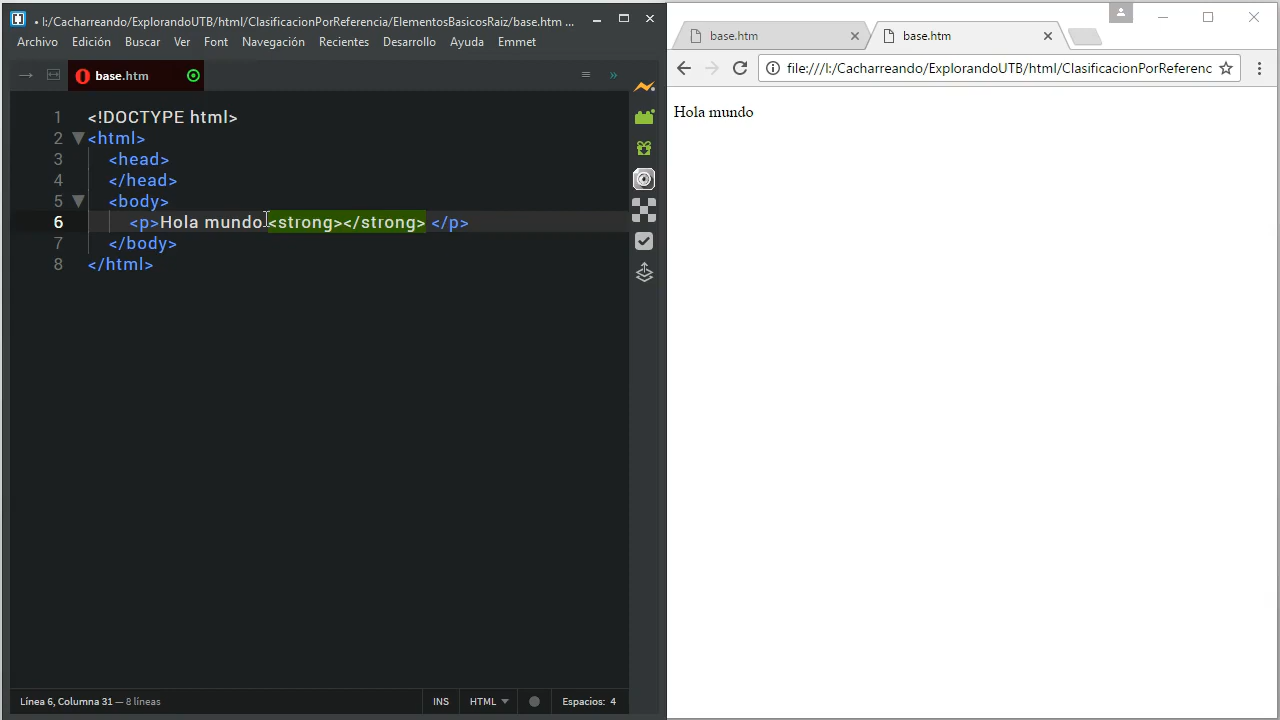 • l:/Cacharreando/ExplorandoUTB/html/ClasificacionPorReferencia/ElementosBasicosRaiz/base.htm ...
Archivo Edición Buscar Ver Font Navegación Recientes Desarrollo Ayuda Emmet
base.htm
1 <!DOCTYPE html>
2 <html>
3 <head>
4 </head>
5 <body>
6 <p>Hola mundo <strong></strong> </p>
7 </body>
8 </html>
Línea 6, Columna 31 — 8 líneas INS HTML Espacios: 4
base.htm base.htm
file:///l:/Cacharreando/ExplorandoUTB/html/ClasificacionPorReferenc
Hola mundo